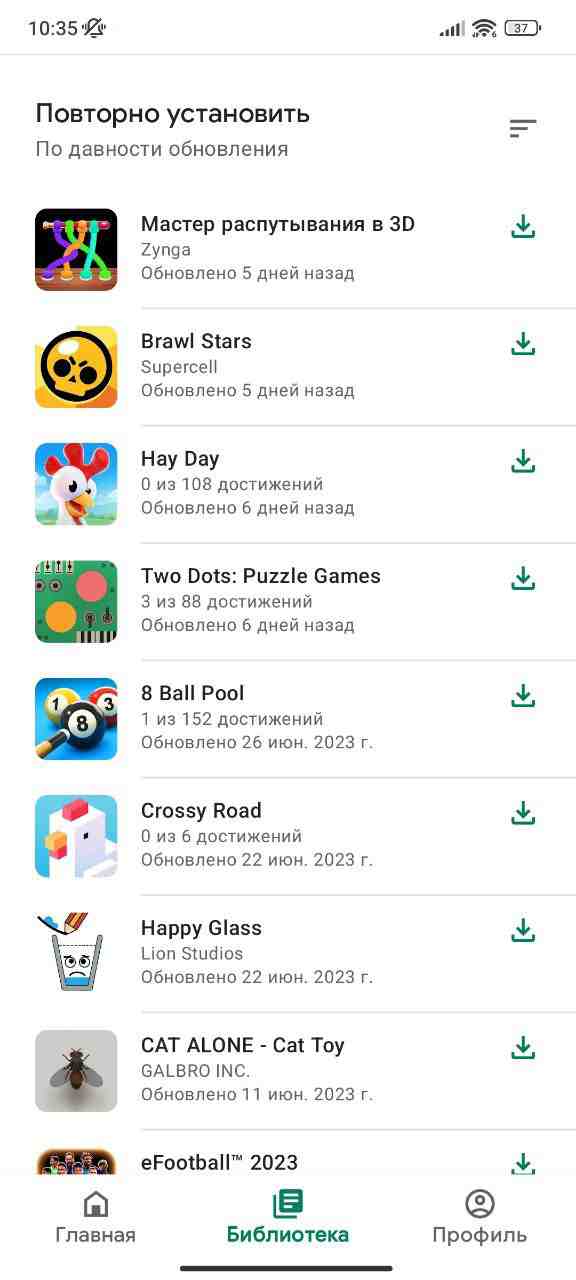 10:35
37
Повторно установить
По давности обновления
Мастер распутывания в 3D
Zynga
Обновлено 5 дней назад
Brawl Stars
Supercell
Обновлено 5 дней назад
Hay Day
0 из 108 достижений
Обновлено 6 дней назад
Two Dots: Puzzle Games
3 из 88 достижений
Обновлено 6 дней назад
8 Ball Pool
1 из 152 достижений
Обновлено 26 июн. 2023 г.
Crossy Road
0 из 6 достижений
Обновлено 22 июн. 2023 г.
Happy Glass
Lion Studios
Обновлено 22 июн. 2023 г.
CAT ALONE - Cat Toy
GALBRO INC.
Обновлено 11 июн. 2023 г.
eFootball™ 2023
Главная
Библиотека
Профиль